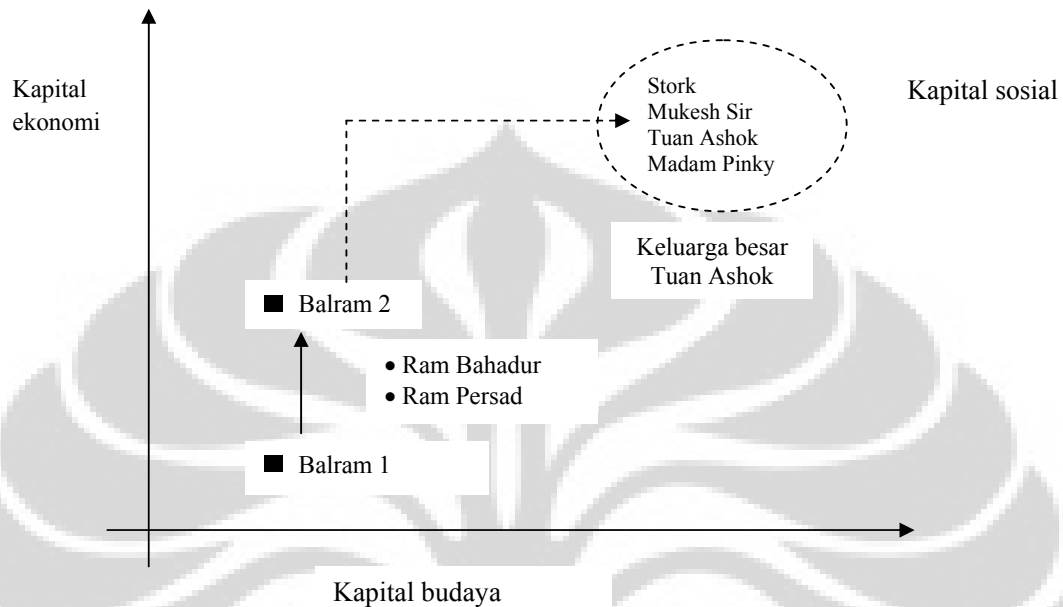 Kapital
ekonomi
Stork
Mukesh Sir
Tuan Ashok
Madam Pinky
Kapital sosial
Keluarga besar
Tuan Ashok
Balram 2
Ram Bahadur
Ram Persad
Balram 1
Kapital budaya